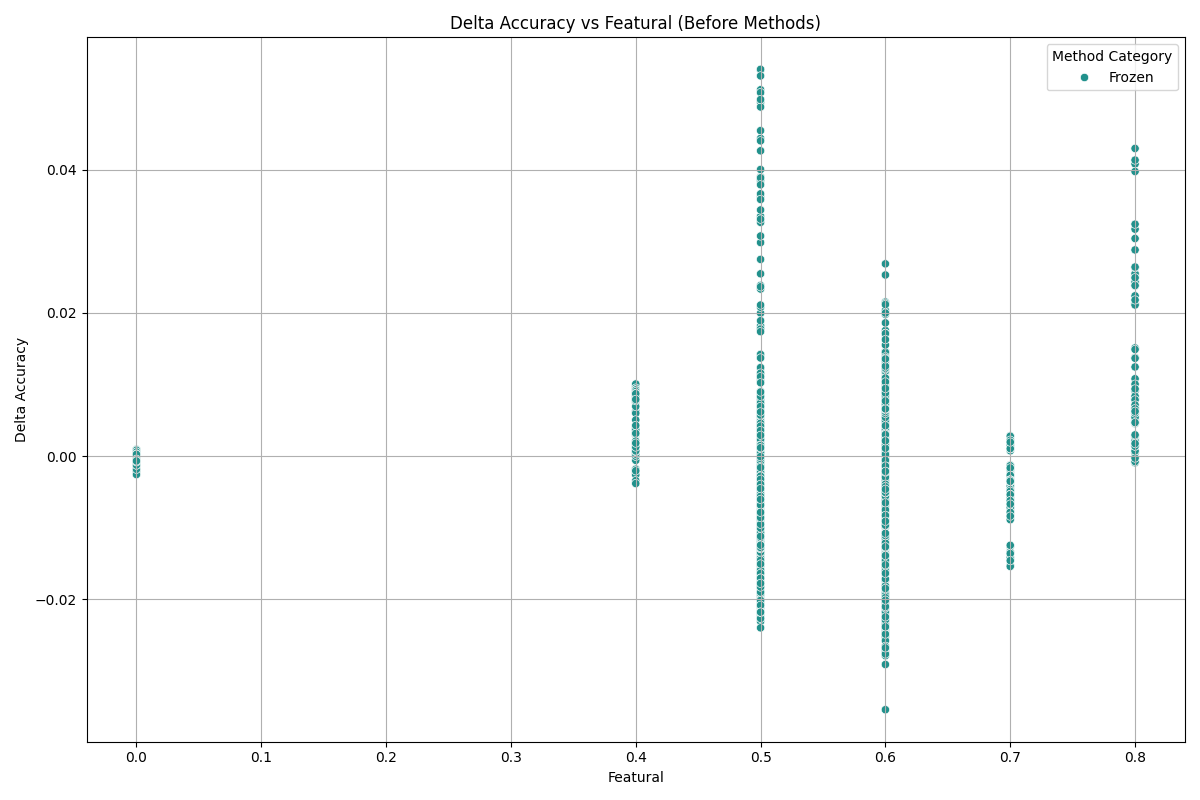 Delta Accuracy vs Featural (Before Methods)
Method Category
Frozen
Delta Accuracy
0.04
0.02
0.00
−0.02
0.0 0.1 0.2 0.3 0.4 0.5 0.6 0.7 0.8
Featural